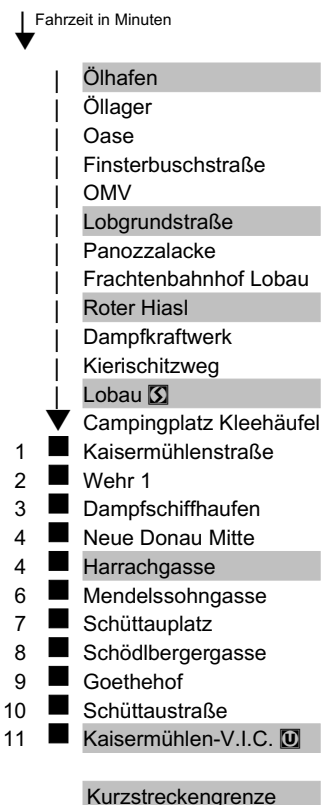 Fahrzeit in Minuten
Ölhafen
Öllager
Oase
Finsterbuschstraße
OMV
Lobgrundstraße
Panozzalacke
Frachtenbahnhof Lobau
Roter Hiasl
Dampfkraftwerk
Kierischitzweg
Lobau S
Campingplatz Kleehäufel
1 Kaisermühlenstraße
2 Wehr 1
3 Dampfschiffhaufen
4 Neue Donau Mitte
4 Harrachgasse
6 Mendelssohngasse
7 Schüttauplatz
8 Schödlbergergasse
9 Goethehof
10 Schüttaustraße
11 Kaisermühlen-V.I.C. U
Kurzstreckengrenze